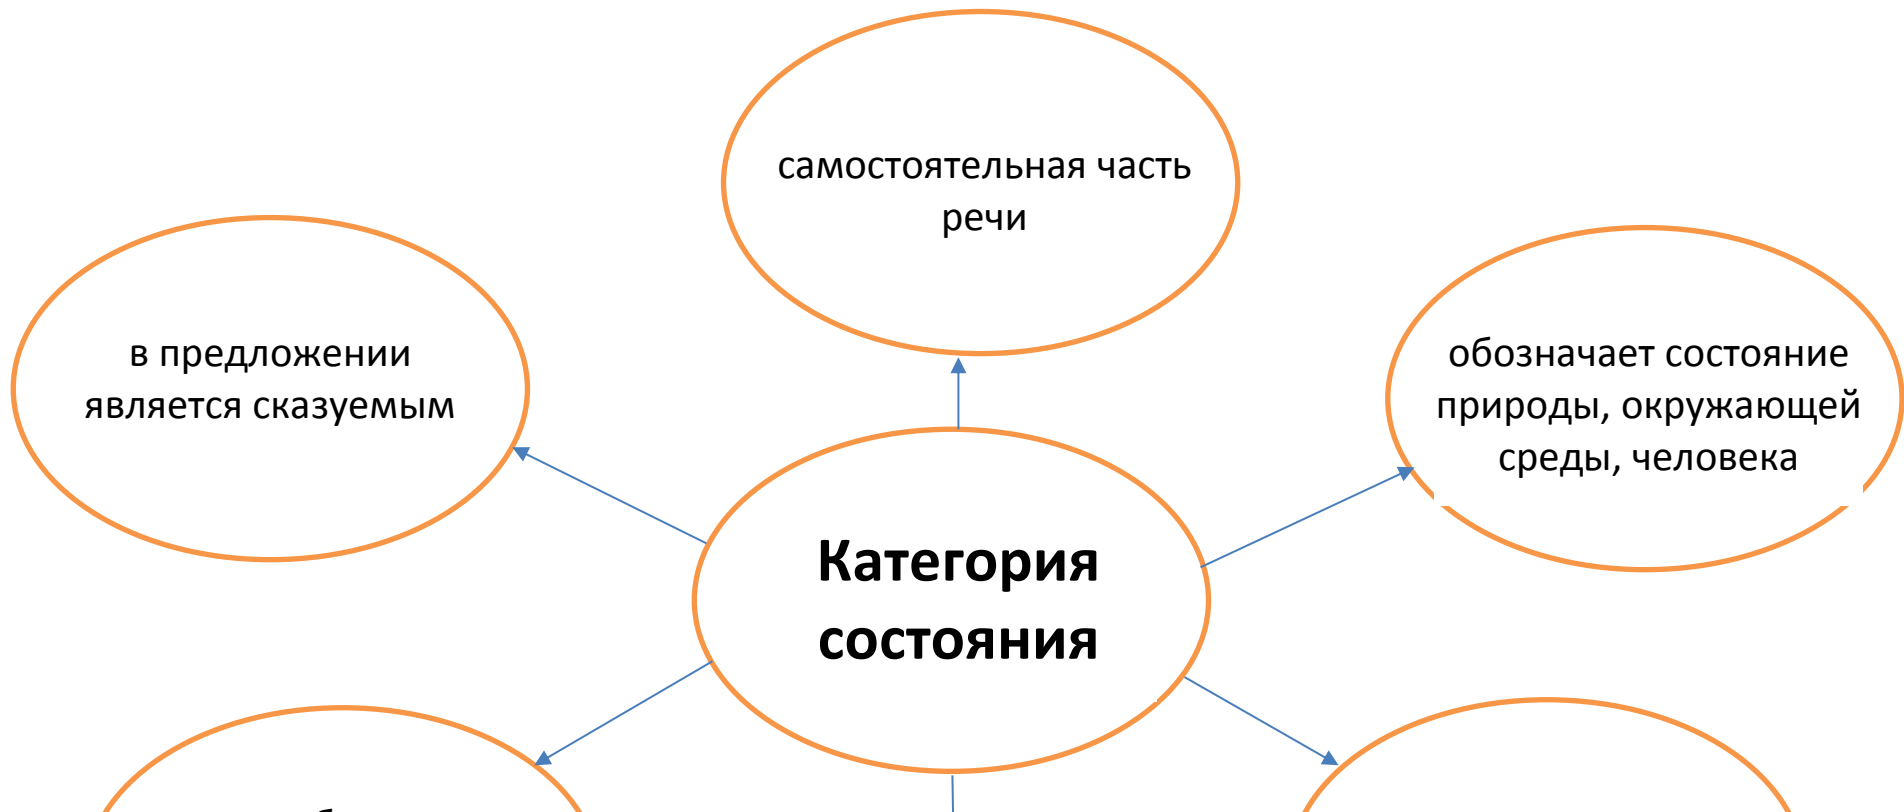 самостоятельная часть
речи
в предложении
является сказуемым
обозначает состояние
природы, окружающей
среды, человека
Категория
состояния